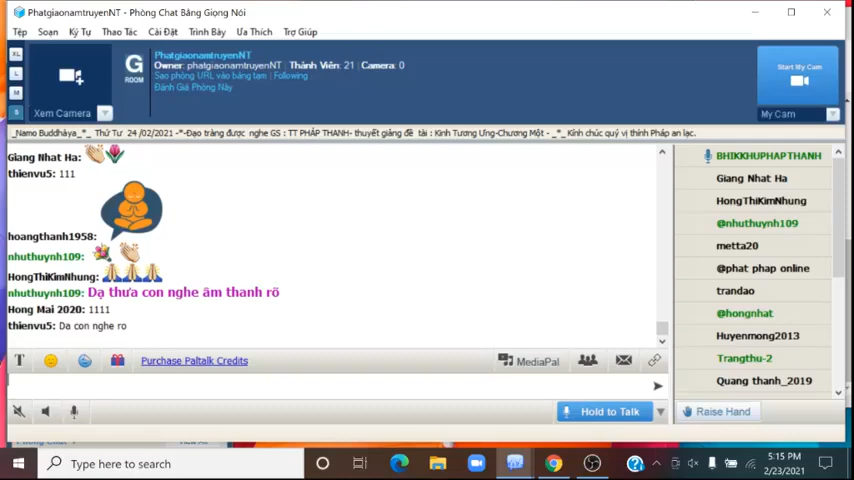 PhatgiaonamtruyenNT - Phòng Chat Bằng Giọng Nói
Tệp Soạn Ký Tự Thao Tác Cài Đặt Trình Bày Ưa Thích Trợ Giúp
XL
L
M
S
Xem Camera
G
ROOM
PhatgiaonamtruyenNT
Owner: phatgiaonamtruyenNT | Thành Viên: 21 | Camera: 0
Sao phòng URL vào bảng tạm | Following
Đánh Giá Phòng Này
Start My Cam
My Cam
_Namo Buddhàya_*_ Thứ Tư 24 /02/2021 -*-Đạo tràng được nghe GS : TT PHÁP THANH- thuyết giảng đề tài : Kinh Tương Ưng-Chương Một - _*_ Kính chúc quý vị thính Pháp an lạc.
Giang Nhat Ha:
thienvu5: 111
hoangthanh1958:
nhuthuynh109:
HongThiKimNhung:
nhuthuynh109: Dạ thưa con nghe âm thanh rõ
Hong Mai 2020: 1111
thienvu5: Da con nghe ro
BHIKKHUPHAPTHANH
Giang Nhat Ha
HongThiKimNhung
@nhuthuynh109
metta20
@phat phap online
trandao
@hongnhat
Huyenmong2013
Trangthu-2
Quang thanh_2019
T
Purchase Paltalk Credits
MediaPal
Hold to Talk
Raise Hand
Type here to search
5:15 PM
2/23/2021